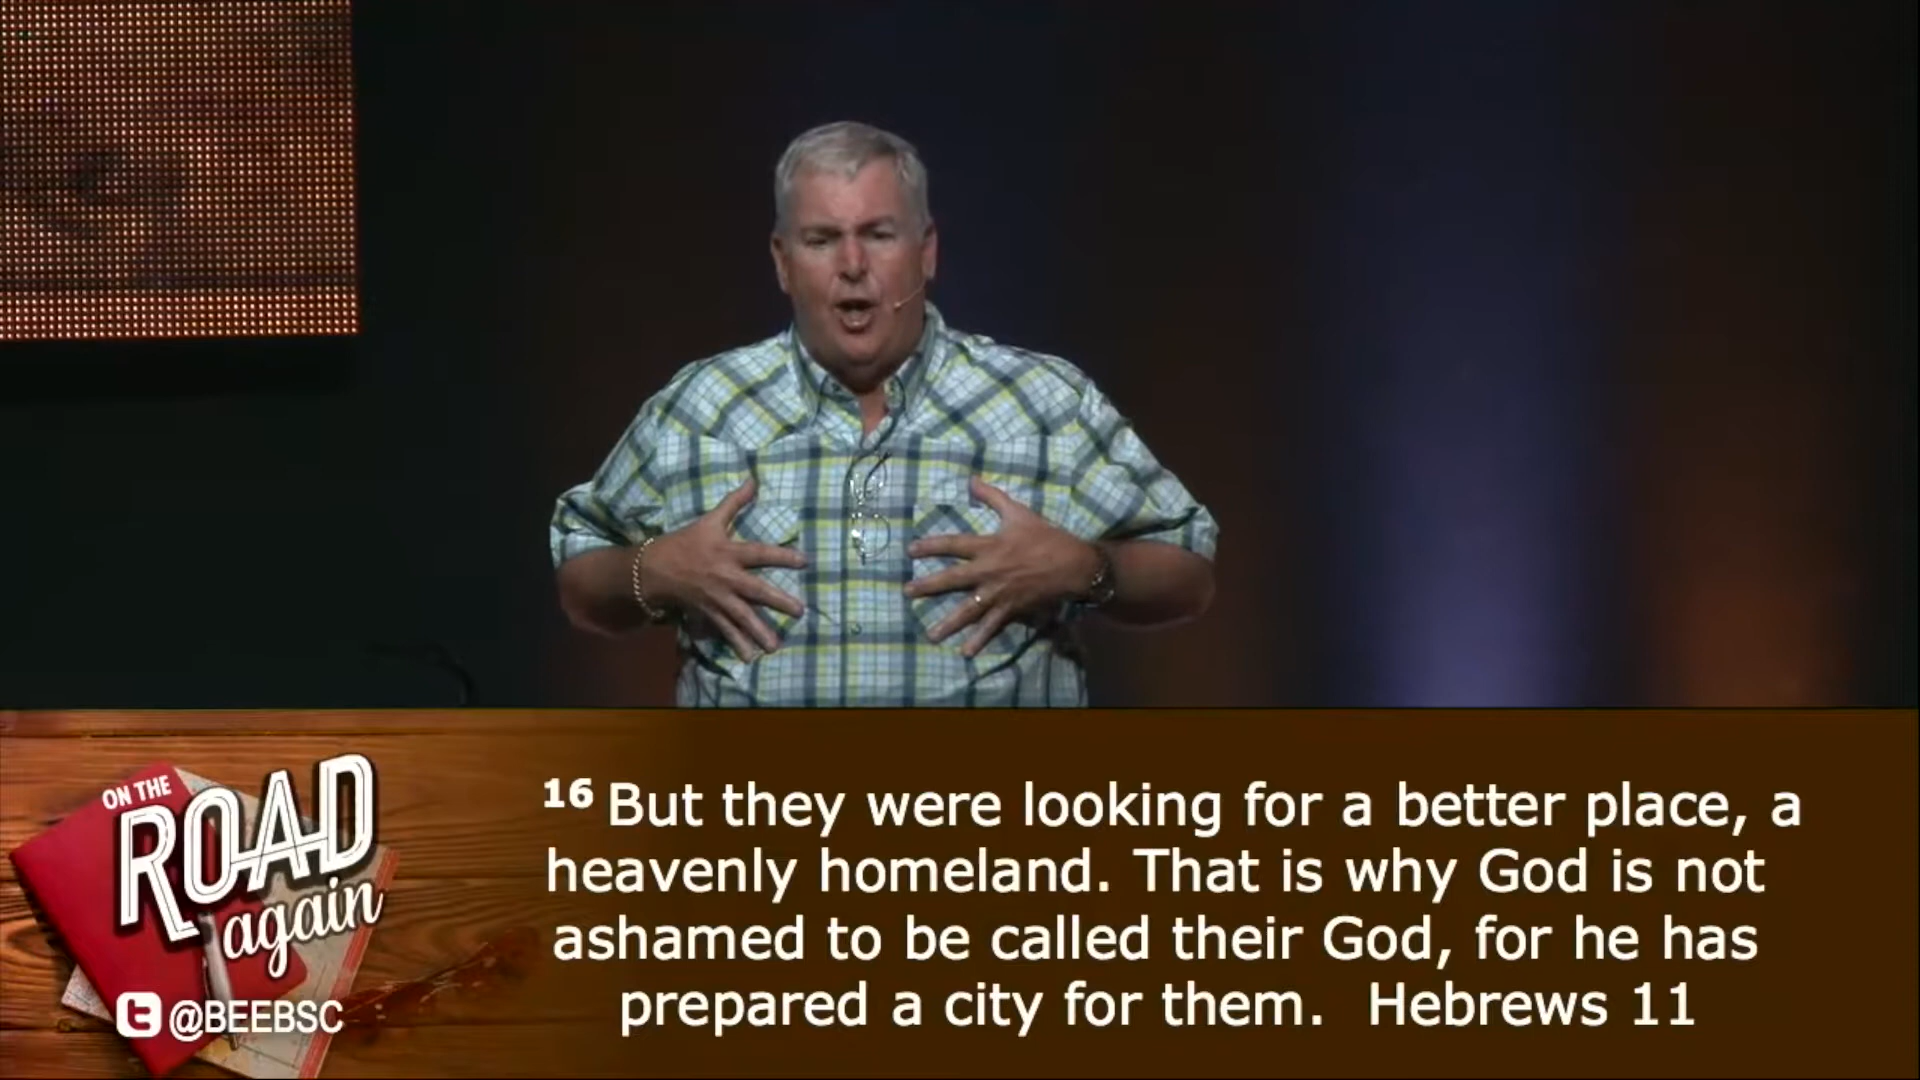 ON THE
ROAD
again
@BEEBSC
16 But they were looking for a better place, a
heavenly homeland. That is why God is not
ashamed to be called their God, for he has
prepared a city for them.  Hebrews 11